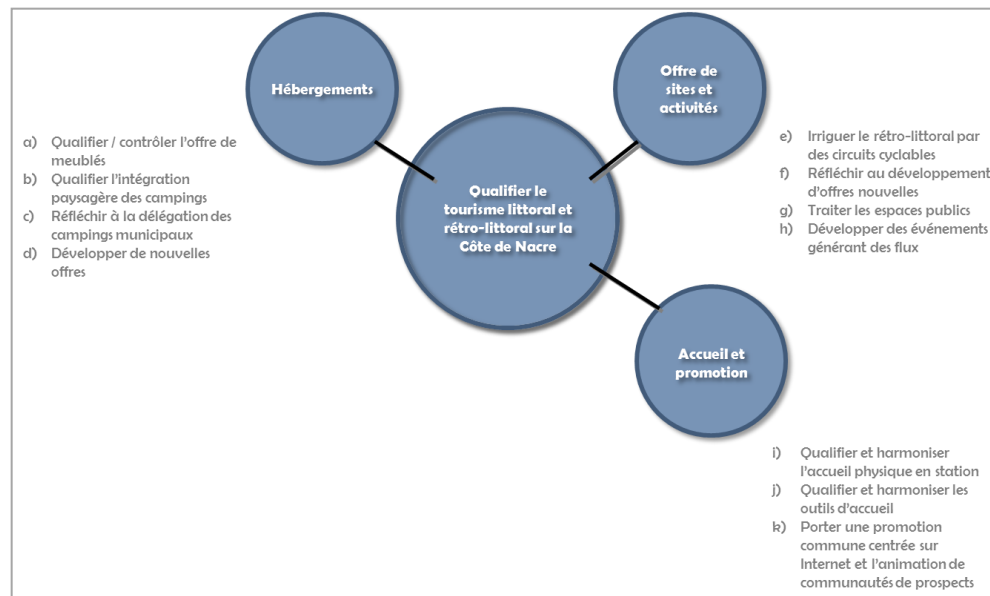 Hébergements
a) Qualifier / contrôler l'offre de
meublés
b) Qualifier l'intégration
paysagère des campings
c) Réfléchir à la délégation des
campings municipaux
d) Développer de nouvelles
offres
Qualifier le
tourisme littoral et
rétro-littoral sur la
Côte de Nacre
Offre de
sites et
activités
e) Irriguer le rétro-littoral par
des circuits cyclables
f) Réfléchir au développement
d'offres nouvelles
g) Traiter les espaces publics
h) Développer des événements
générant des flux
Accueil et
promotion
i) Qualifier et harmoniser
l'accueil physique en station
j) Qualifier et harmoniser les
outils d'accueil
k) Porter une promotion
commune centrée sur
Internet et l'animation de
communautés de prospects